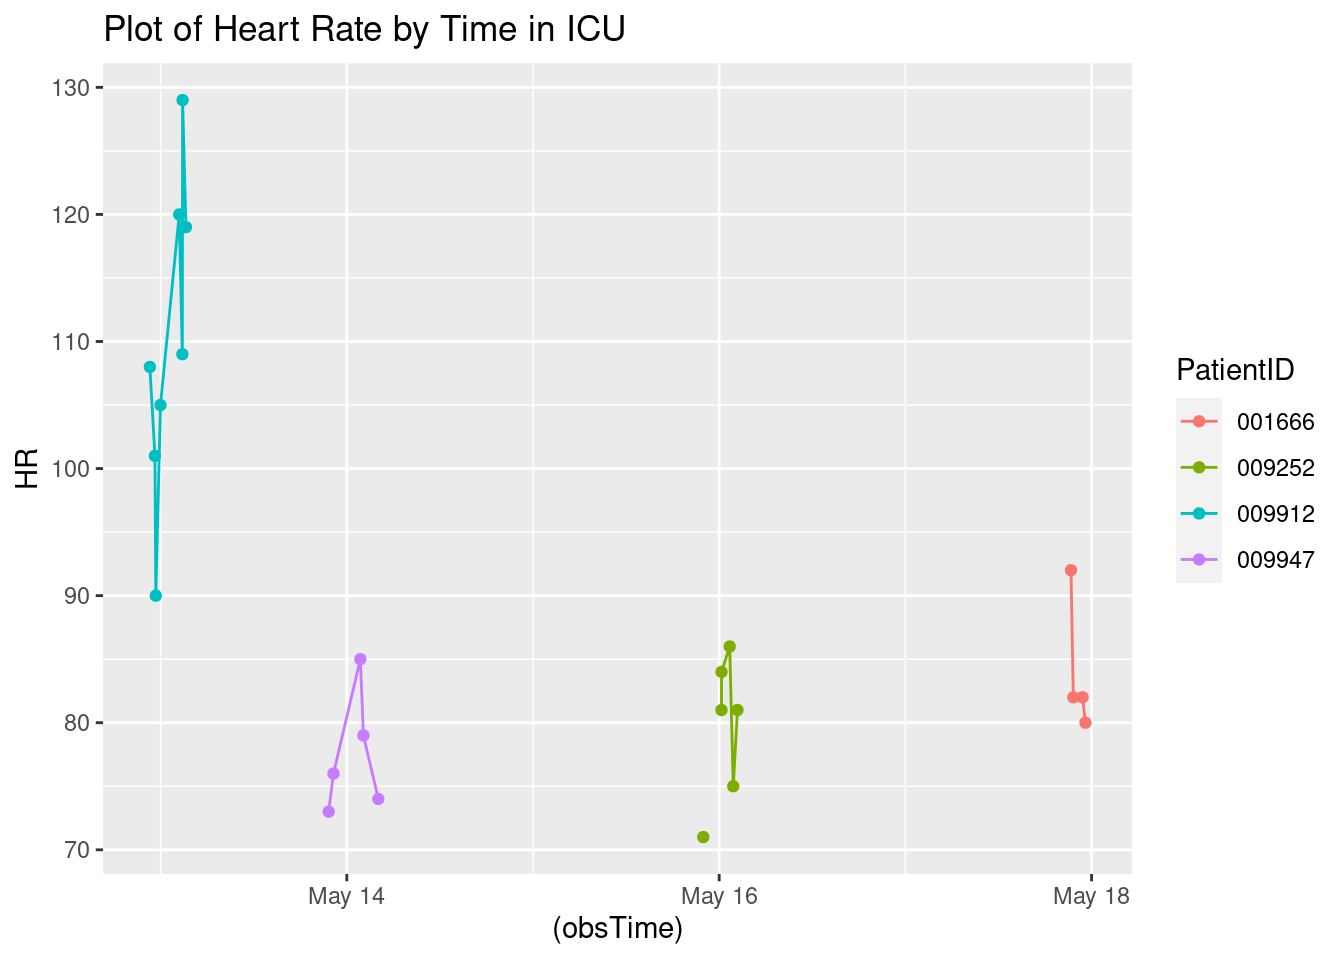 Plot of Heart Rate by Time in ICU
130
120
110
100
90
80
70
HR
May 14
May 16
May 18
(obsTime)
PatientID
001666
009252
009912
009947